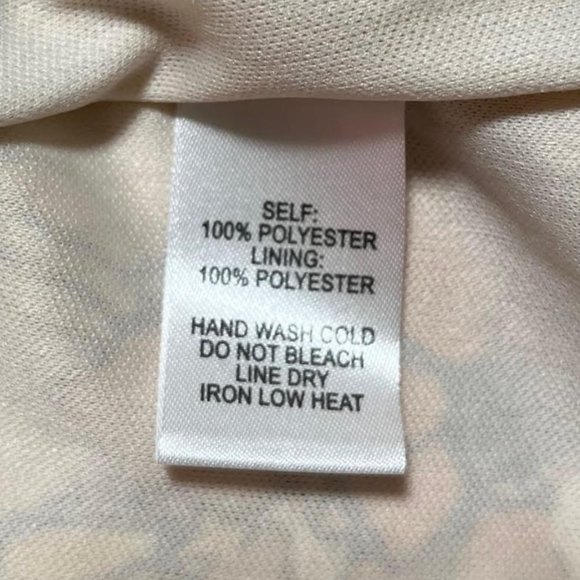 SELF:
100% POLYESTER
LINING:
100% POLYESTER
HAND WASH COLD
DO NOT BLEACH
LINE DRY
IRON LOW HEAT